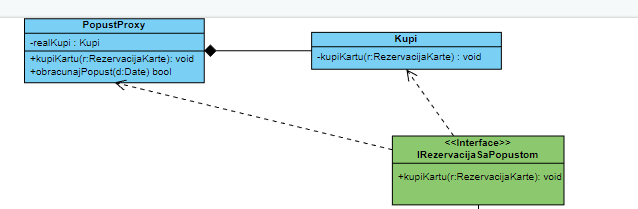 PopustProxy
-realKupi : Kupi
+kupiKartu(r:RezervacijaKarte): void
+obracunajPopust(d:Date) bool
Kupi
-kupiKartu(r:RezervacijaKarte) : void
<<Interface>>
IRezervacijaSaPopustom
+kupiKartu(r:RezervacijaKarte): void